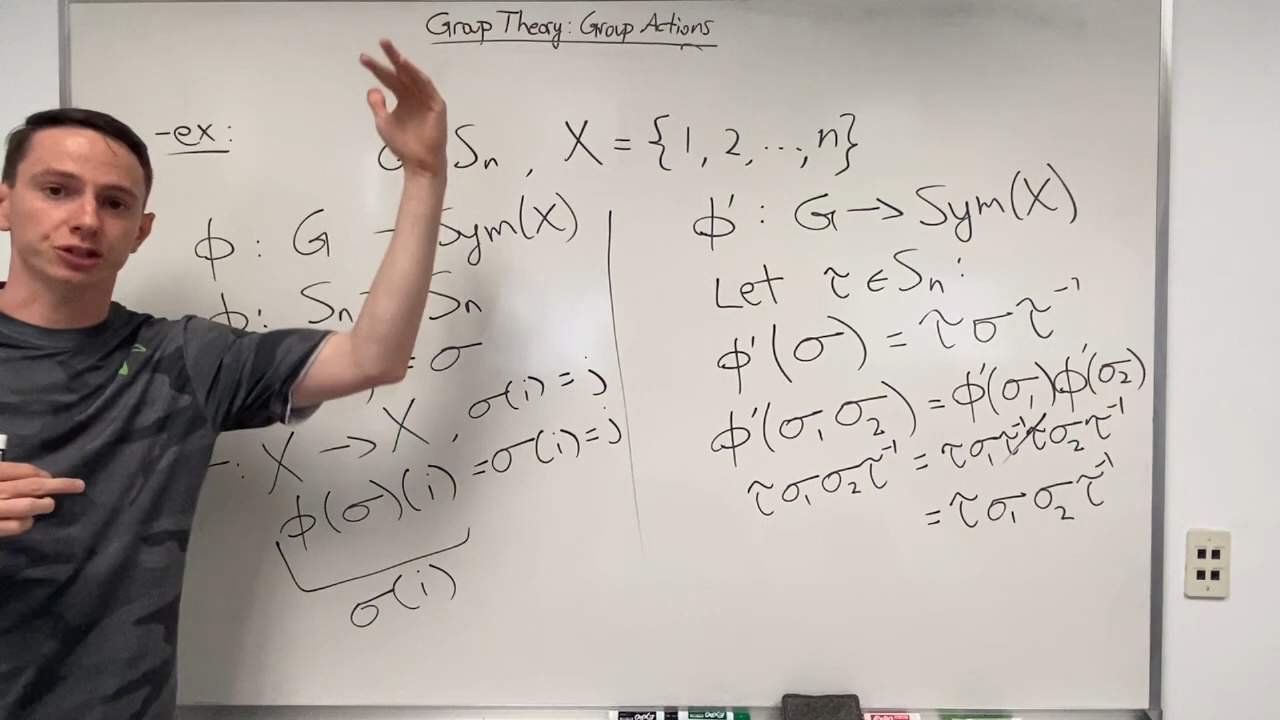 Group Theory: Group Actions
-ex: Sn, X = {1, 2, ..., n}
ϕ : G → Sym(X)
ϕ: Sn Sn
= σ
: X → X, σ(i) = j
ϕ(σ)(i) = σ(i) = j
σ(i)
ϕ' : G → Sym(X)
Let τ ∈ Sn:
ϕ'(σ) = τστ⁻¹
ϕ'(σ₁σ₂) = ϕ'(σ₁)ϕ'(σ₂)
τσ₁σ₂τ⁻¹ = τσ₁τ⁻¹τσ₂τ⁻¹
= τσ₁σ₂τ⁻¹